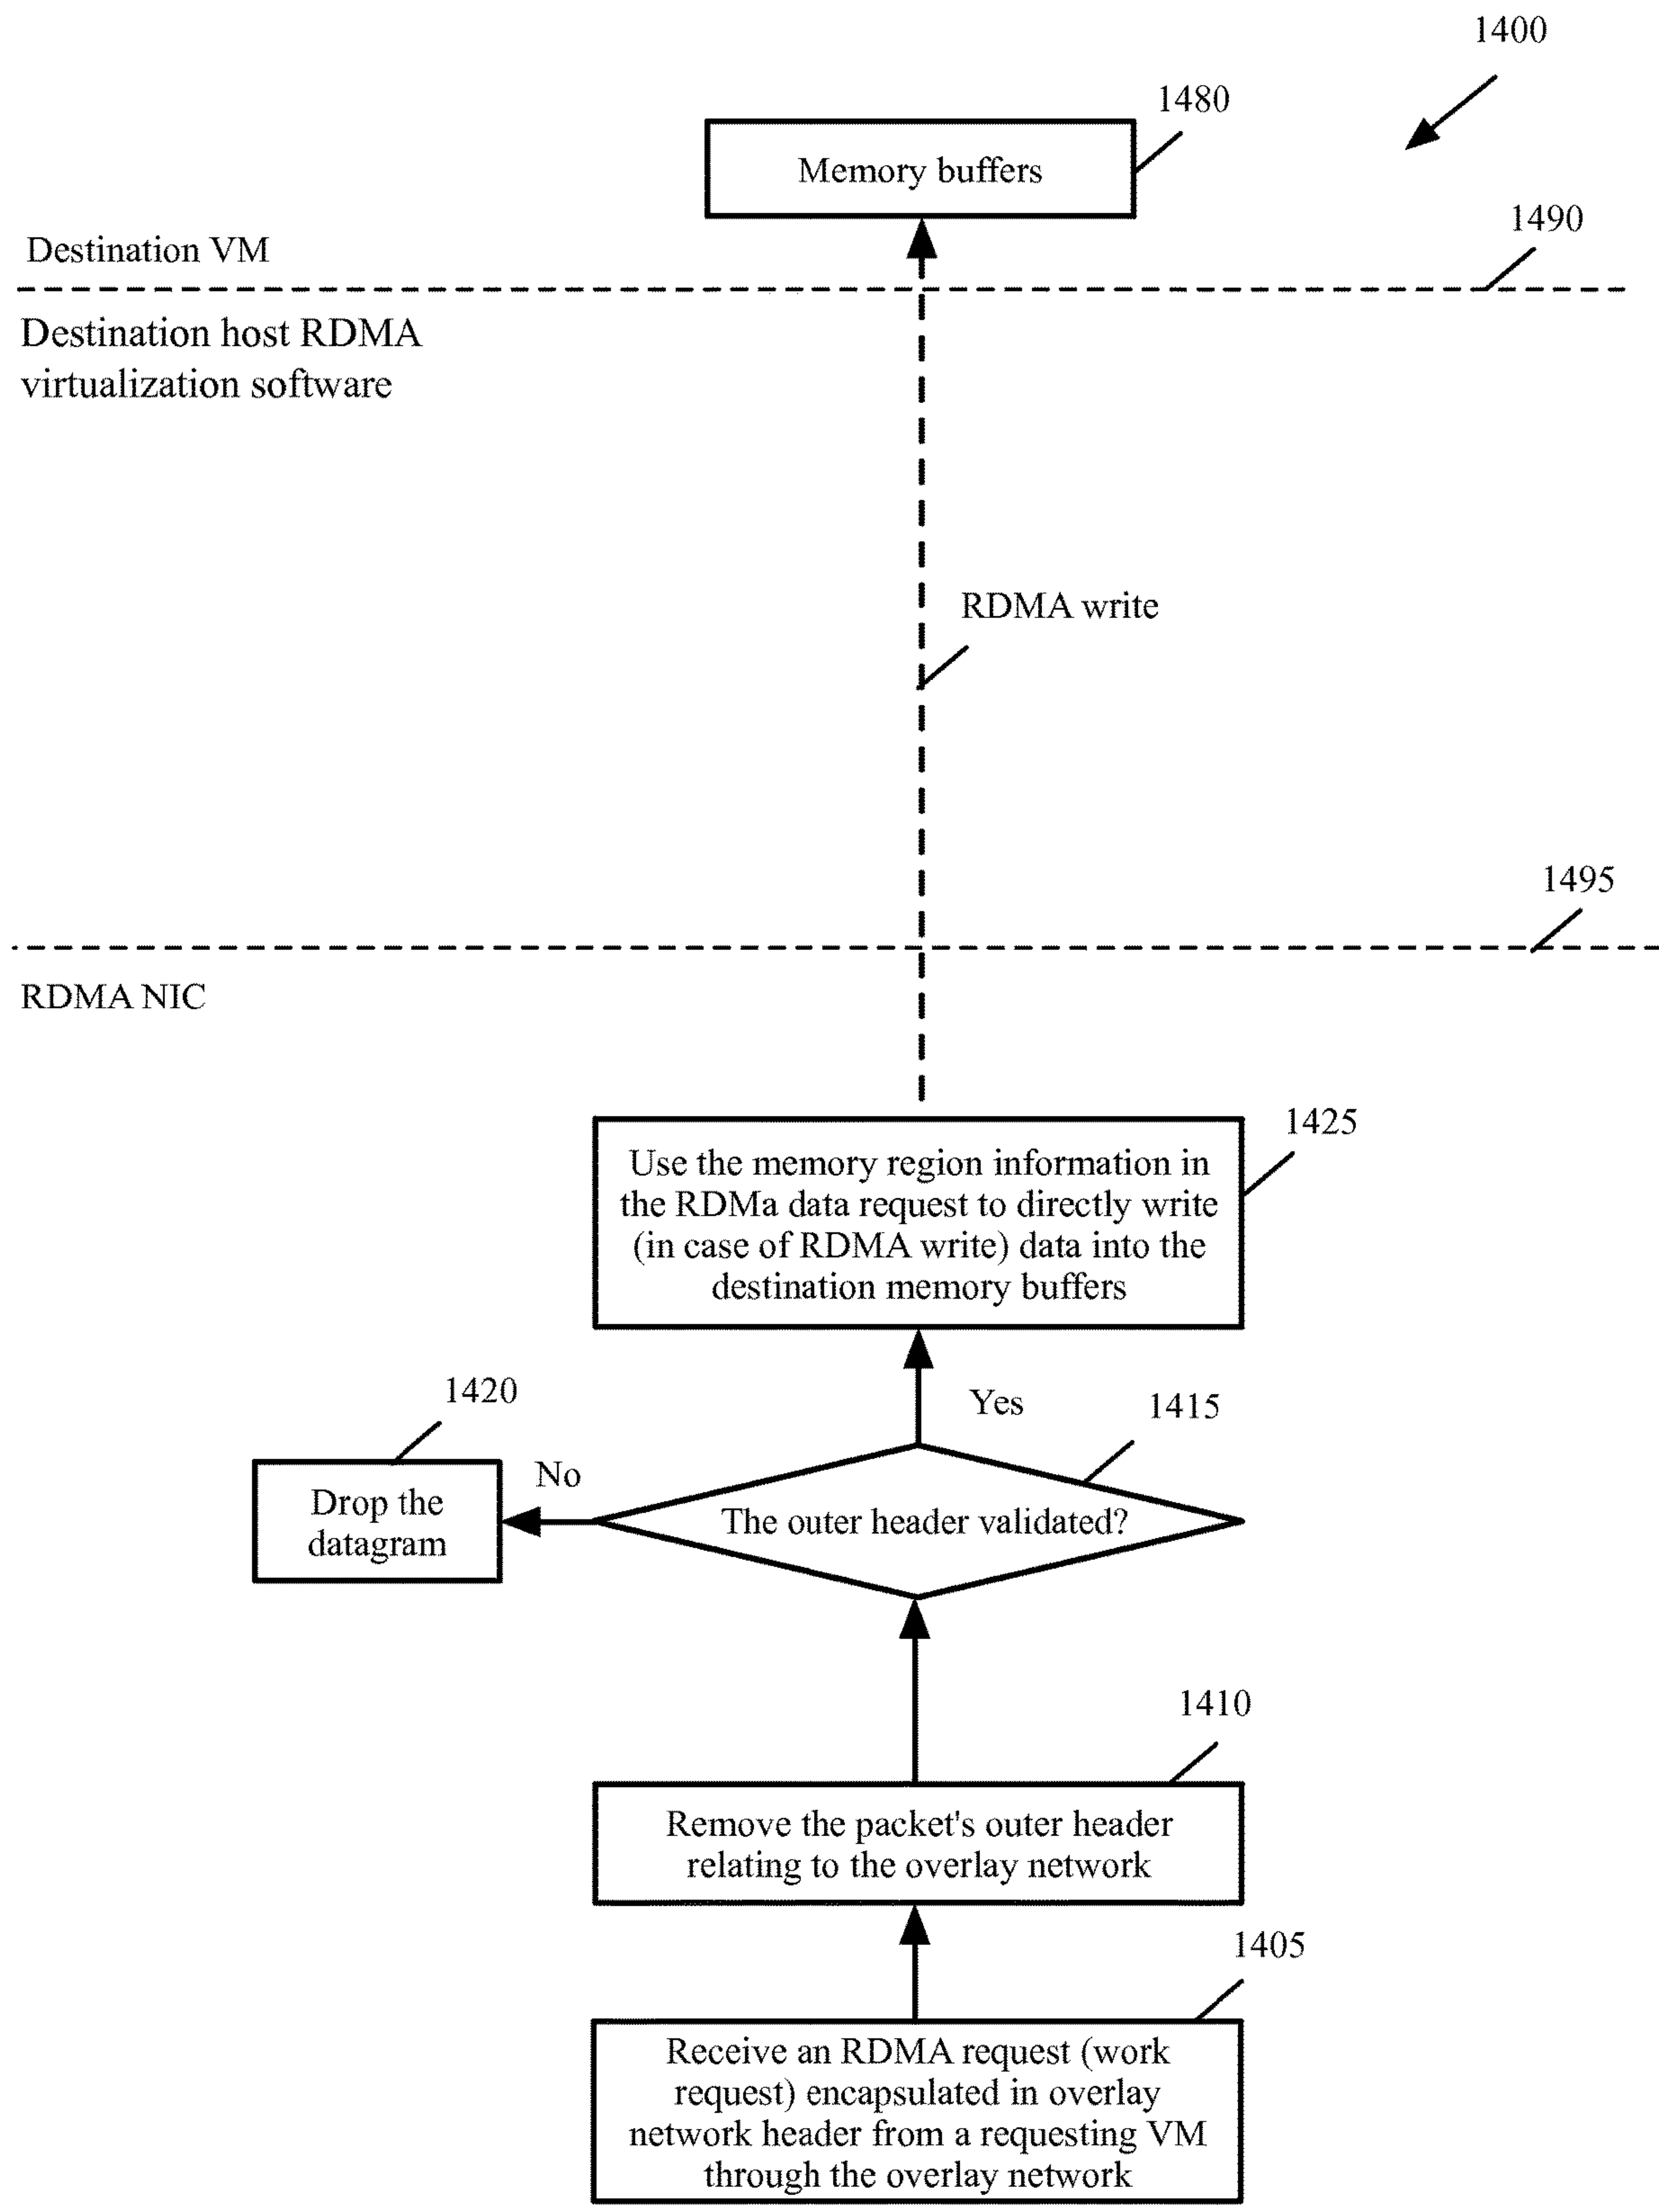 1400
1480
Memory buffers
1490
Destination VM
Destination host RDMA
virtualization software
RDMA write
1495
RDMA NIC
1425
Use the memory region information in
the RDMa data request to directly write
(in case of RDMA write) data into the
destination memory buffers
1420
Yes
1415
No
Drop the
datagram
The outer header validated?
1410
Remove the packet's outer header
relating to the overlay network
1405
Receive an RDMA request (work
request) encapsulated in overlay
network header from a requesting VM
through the overlay network